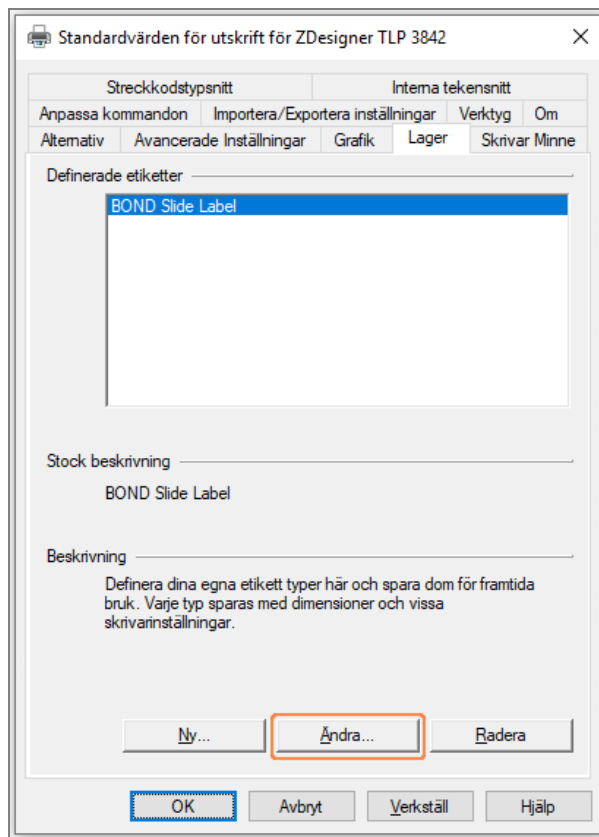 Standardvärden för utskrift för ZDesigner TLP 3842
Streckkodstypsnitt Interna tekensnitt
Anpassa kommandon Importera/Exportera inställningar Verktyg Om
Alternativ Avancerade Inställningar Grafik Lager Skrivar Minne
Definerade etiketter
BOND Slide Label
Stock beskrivning
BOND Slide Label
Beskrivning
Definera dina egna etikett typer här och spara dom för framtida
bruk. Varje typ sparas med dimensioner och vissa
skrivarinställningar.
Ny... Ändra... Radera
OK Avbryt Verkställ Hjälp